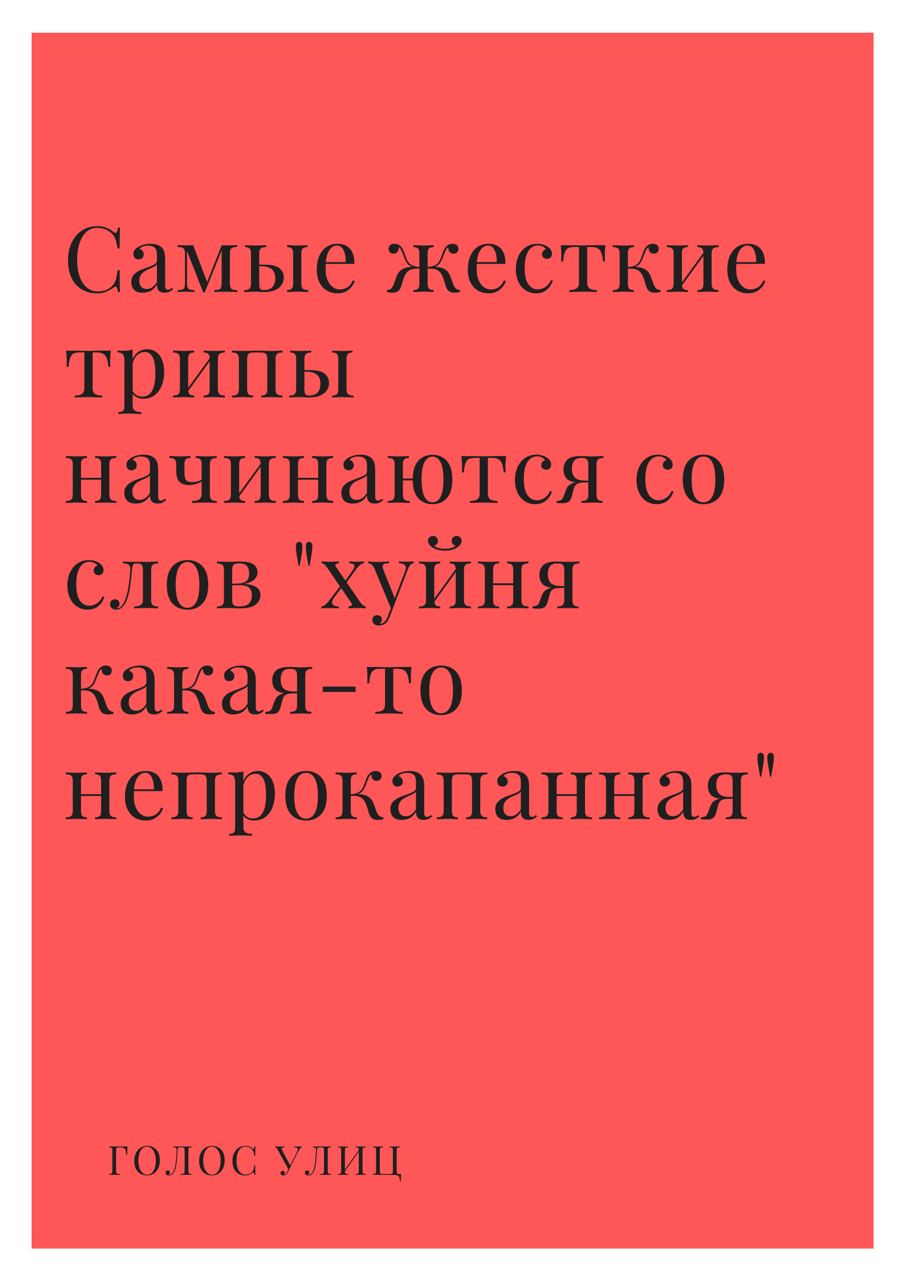 Самые жесткие
трипы
начинаются со
слов "хуйня
какая-то
непрокапанная"
ГОЛОС УЛИЦ